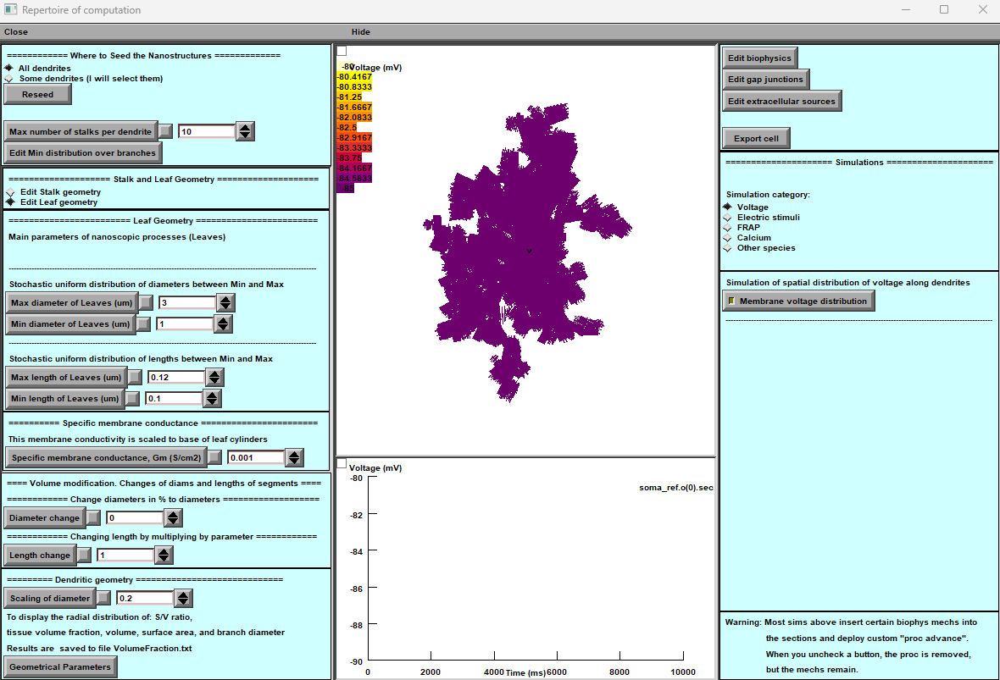 Repertoire of computation
Close
Hide
============ Where to Seed the Nanostructures =============
All dendrites
Some dendrites (I will select them)
Reseed
Max number of stalks per dendrite
10
Edit Min distribution over branches
==================== Stalk and Leaf Geometry ====================
Edit Stalk geometry
Edit Leaf geometry
======================== Leaf Geometry ========================
Main parameters of nanoscopic processes (Leaves)
Stochastic uniform distribution of diameters between Min and Max
Max diameter of Leaves (um)
3
Min diameter of Leaves (um)
1
Stochastic uniform distribution of lengths between Min and Max
Max length of Leaves (um)
0.12
Min length of Leaves (um)
0.1
========== Specific membrane conductance =======================
This membrane conductivity is scaled to base of leaf cylinders
Specific membrane conductance, Gm (S/cm2)
0.001
==== Volume modification. Changes of diams and lengths of segments ====
============ Change diameters in % to diameters ===================
Diameter change
0
============ Changing length by multiplying by parameter ============
Length change
1
========= Dendritic geometry =============================
Scaling of diameter
0.2
To display the radial distribution of: S/V ratio,
tissue volume fraction, volume, surface area, and branch diameter
Results are saved to file VolumeFraction.txt
Geometrical Parameters
Voltage (mV)
-80
-80.4167
-80.8333
-81.25
-81.6667
-82.0833
-82.5
-82.9167
-83.3333
-83.75
-84.1667
-84.5833
-85
v
Voltage (mV)
soma_ref.o(0).sec
-80
-82
-84
-86
-88
-90
0
2000
4000
Time (ms)
6000
8000
10000
Edit biophysics
Edit gap junctions
Edit extracellular sources
Export cell
===================== Simulations =====================
Simulation category:
Voltage
Electric stimuli
FRAP
Calcium
Other species
Simulation of spatial distribution of voltage along dendrites
Membrane voltage distribution
Warning: Most sims above insert certain biophys mechs into
the sections and deploy custom "proc advance".
When you uncheck a button, the proc is removed,
but the mechs remain.